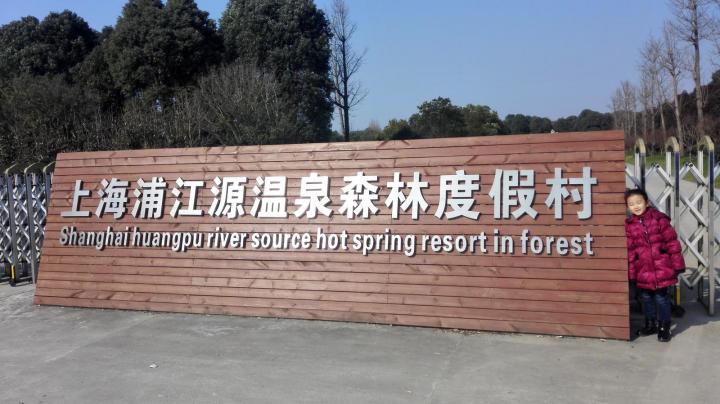 上海浦江源温泉森林度假村
Shanghai huangpu river source hot spring resort in forest